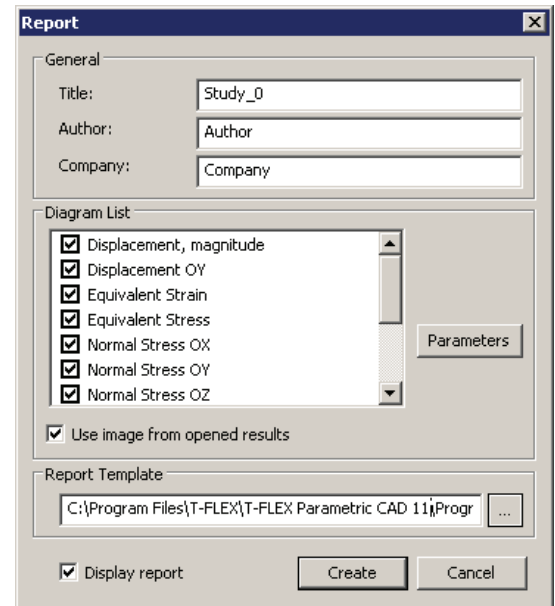 Report
General
Title: Study_0
Author: Author
Company: Company
Diagram List
Displacement, magnitude
Displacement OY
Equivalent Strain
Equivalent Stress
Normal Stress OX
Normal Stress OY
Normal Stress OZ
Parameters
Use image from opened results
Report Template
C:\Program Files\T-FLEX\T-FLEX Parametric CAD 11\Progr ...
Display report Create Cancel